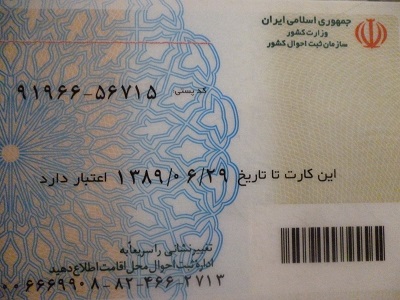 جمهوری اسلامی ایران
وزارت کشور
سازمان ثبت احوال کشور
کد پستی ۹۱۹۶۶-۵۶۷۱۵
این کارت تا تاریخ ۱۳۸۹/۰۶/۲۹ اعتبار دارد
تغییر نشانی را سریعاً به
اداره ثبت احوال محل اقامت اطلاع دهید
۰۰۶۶۶۹۹۰۸-۸۲-۴۶۶-۲۷۱۳